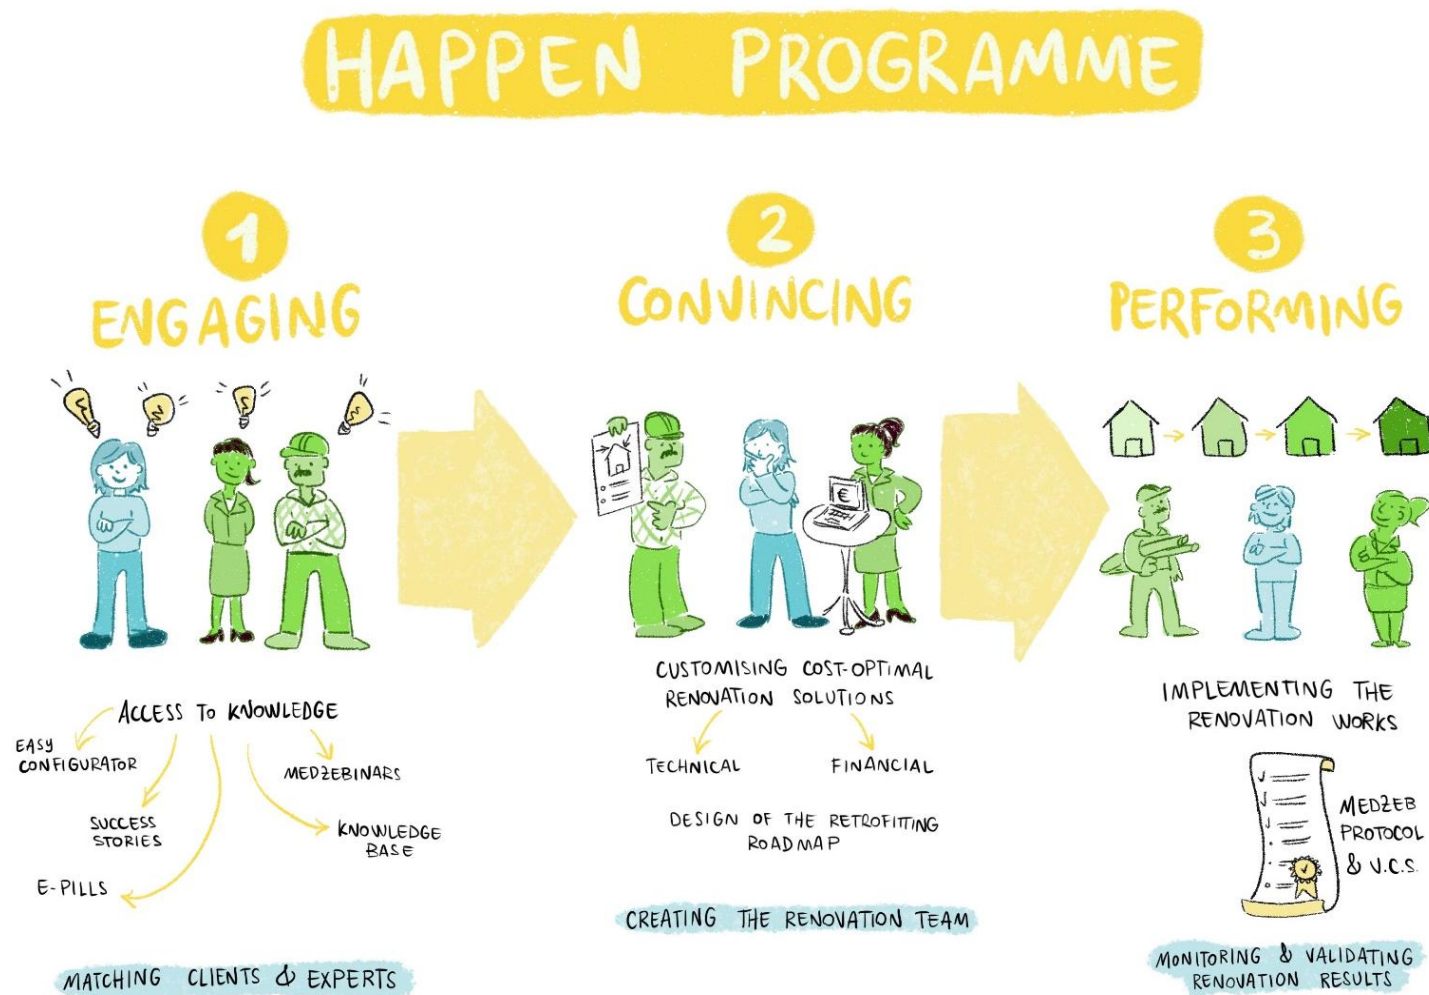 HAPPEN PROGRAMME
1
ENGAGING
ACCESS TO KNOWLEDGE
EASY
CONFIGURATOR
MEDZEBINARS
SUCCESS
STORIES
KNOWLEDGE
BASE
E-PILLS
MATCHING CLIENTS & EXPERTS
2
CONVINCING
€
CUSTOMISING COST-OPTIMAL
RENOVATION SOLUTIONS
TECHNICAL
FINANCIAL
DESIGN OF THE RETROFITTING
ROADMAP
CREATING THE RENOVATION TEAM
3
PERFORMING
IMPLEMENTING THE
RENOVATION WORKS
MEDZEB
PROTOCOL
& V.C.S.
MONITORING & VALIDATING
RENOVATION RESULTS